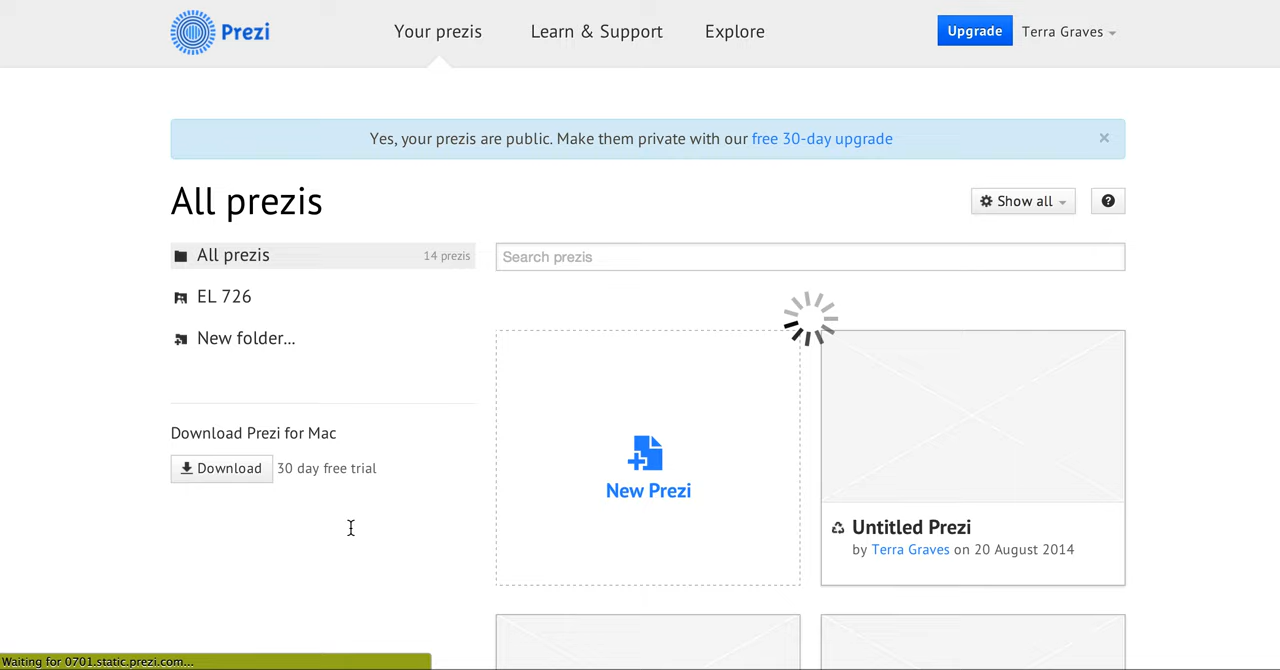 Prezi
Your prezis
Learn & Support
Explore
Upgrade
Terra Graves
Yes, your prezis are public. Make them private with our free 30-day upgrade
×
All prezis
Show all
?
All prezis
14 prezis
Search prezis
EL 726
New folder...
Download Prezi for Mac
Download
30 day free trial
New Prezi
Untitled Prezi
by Terra Graves on 20 August 2014
Waiting for 0701.static.prezi.com...